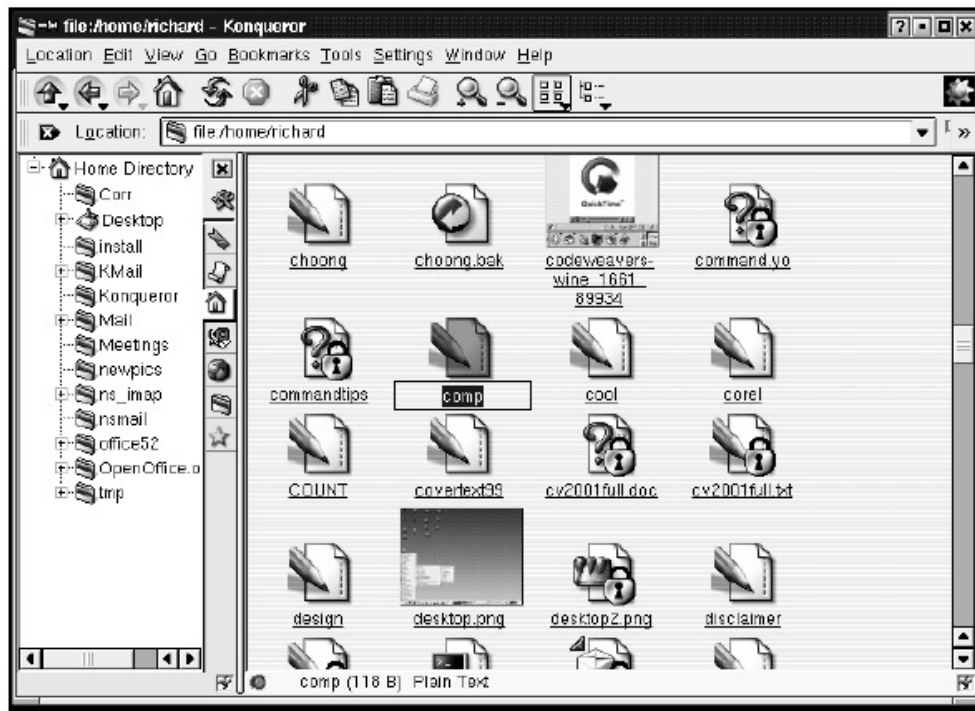 file:/home/richard - Konqueror
Location Edit View Go Bookmarks Tools Settings Window Help
Location: file:/home/richard
Home Directory
Corr
Desktop
install
KMail
Konqueror
Mail
Meetings
newpics
ns_imap
nsmail
office52
OpenOffice.o
tmp
QuickTime
choong choong.bak codeweavers- command.yo
wine_1661_
89934
commandtips comp cool corel
COUNT covertext99 cv2001full.doc cv2001full.txt
design desktop.png desktop2.png disclaimer
comp (118 B) Plain Text